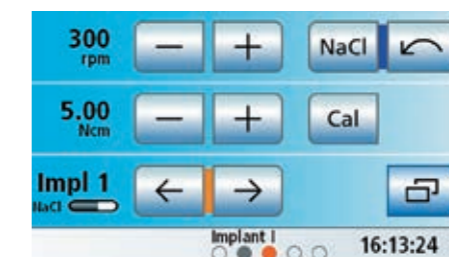 300
rpm
− + NaCl
5.00
Ncm
− + Cal
Impl 1
NaCl
← →
Implant I
16:13:24